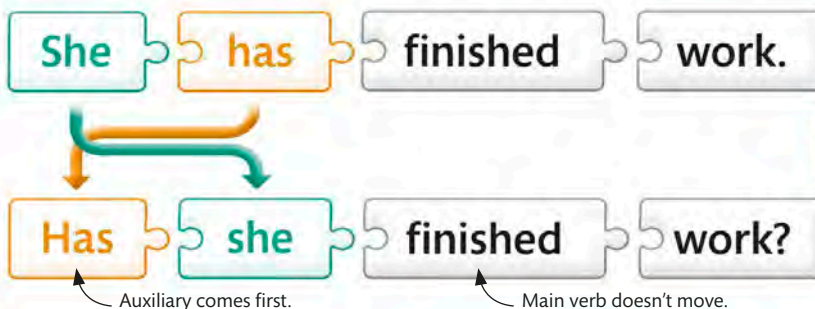 She has finished work.
Has she finished work?
Auxiliary comes first. Main verb doesn't move.